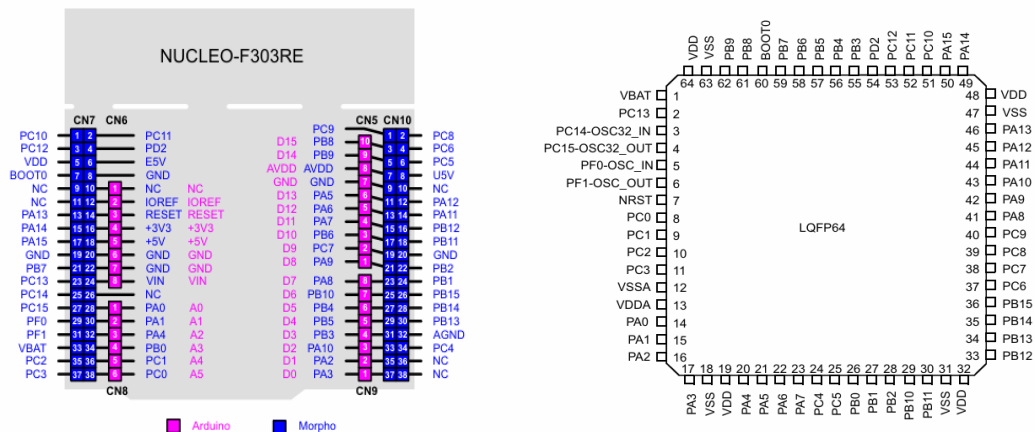 NUCLEO-F303RE
CN7 CN6 CN5 CN10
PC9
PC10 1 2 PC11 D15 PB8 10 1 2 PC8
PC12 3 4 PD2 D14 PB9 9 3 4 PC6
VDD 5 6 E5V AVDD AVDD 8 5 6 PC5
BOOT0 7 8 GND GND GND 7 7 8 U5V
NC 9 10 1 NC NC D13 PA5 6 9 10 NC
NC 11 12 2 IOREF IOREF D12 PA6 5 11 12 PA12
PA13 13 14 3 RESET RESET D11 PA7 4 13 14 PA11
PA14 15 16 4 +3V3 +3V3 D10 PB6 3 15 16 PB12
PA15 17 18 5 +5V +5V D9 PC7 2 17 18 PB11
GND 19 20 6 GND GND D8 PA9 1 19 20 GND
PB7 21 22 7 GND GND 21 22 PB2
PC13 23 24 8 VIN VIN D7 PA8 8 23 24 PB1
PC14 25 26 NC D6 PB10 7 25 26 PB15
PC15 27 28 1 PA0 A0 D5 PB4 6 27 28 PB14
PF0 29 30 2 PA1 A1 D4 PB5 5 29 30 PB13
PF1 31 32 3 PA4 A2 D3 PB3 4 31 32 AGND
VBAT 33 34 4 PB0 A3 D2 PA10 3 33 34 PC4
PC2 35 36 5 PC1 A4 D1 PA2 2 35 36 NC
PC3 37 38 6 PC0 A5 D0 PA3 1 37 38 NC
CN8 CN9
Arduino Morpho
VDD VSS PB9 PB8 BOOT0 PB7 PB6 PB5 PB4 PB3 PD2 PC12 PC11 PC10 PA15 PA14
64 63 62 61 60 59 58 57 56 55 54 53 52 51 50 49
VBAT 1 48 VDD
PC13 2 47 VSS
PC14-OSC32_IN 3 46 PA13
PC15-OSC32_OUT 4 45 PA12
PF0-OSC_IN 5 44 PA11
PF1-OSC_OUT 6 43 PA10
NRST 7 42 PA9
PC0 8 41 PA8
LQFP64
PC1 9 40 PC9
PC2 10 39 PC8
PC3 11 38 PC7
VSSA 12 37 PC6
VDDA 13 36 PB15
PA0 14 35 PB14
PA1 15 34 PB13
PA2 16 33 PB12
17 18 19 20 21 22 23 24 25 26 27 28 29 30 31 32
PA3 VSS VDD PA4 PA5 PA6 PA7 PC4 PC5 PB0 PB1 PB2 PB10 PB11 VSS VDD